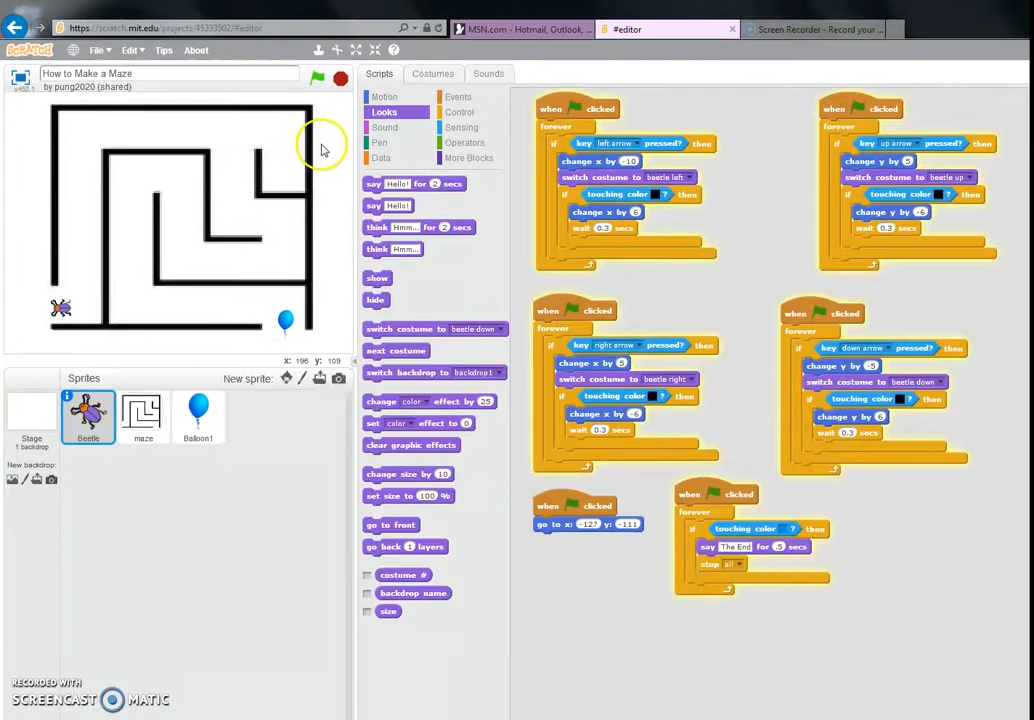 https://scratch.mit.edu/projects/45333502/#editor
MSN.com - Hotmail, Outlook, ...
#editor
Screen Recorder - Record your ...
SCRATCH
File
Edit
Tips
About
How to Make a Maze
by pung2020 (shared)
v452.1
x: 196 y: 109
Sprites
New sprite:
Stage
1 backdrop
New backdrop:
Beetle
maze
Balloon1
RECORDED WITH
SCREENCAST MATIC
Scripts
Costumes
Sounds
Motion
Events
Looks
Control
Sound
Sensing
Pen
Operators
Data
More Blocks
say Hello! for 2 secs
say Hello!
think Hmm... for 2 secs
think Hmm...
show
hide
switch costume to beetle down
next costume
switch backdrop to backdrop1
change color effect by 25
set color effect to 0
clear graphic effects
change size by 10
set size to 100 %
go to front
go back 1 layers
costume #
backdrop name
size
when clicked
forever
if key left arrow pressed? then
change x by -10
switch costume to beetle left
if touching color ? then
change x by 6
wait 0.3 secs
when clicked
forever
if key up arrow pressed? then
change y by 5
switch costume to beetle up
if touching color ? then
change y by -6
wait 0.3 secs
when clicked
forever
if key right arrow pressed? then
change x by 5
switch costume to beetle right
if touching color ? then
change x by -6
wait 0.3 secs
when clicked
forever
if key down arrow pressed? then
change y by -5
switch costume to beetle down
if touching color ? then
change y by 6
wait 0.3 secs
when clicked
go to x: -127 y: -111
when clicked
forever
if touching color ? then
say The End for .5 secs
stop all